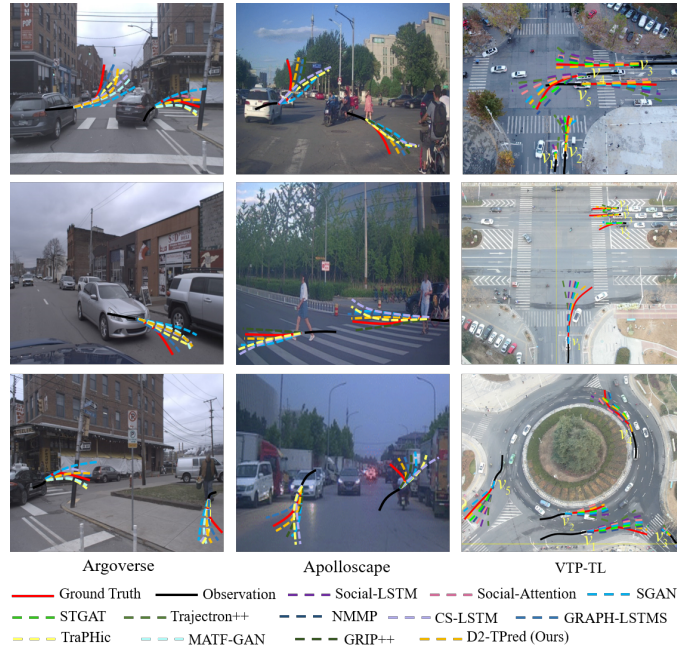 Argoverse Apolloscape VTP-TL
Ground Truth Observation Social-LSTM Social-Attention SGAN
STGAT Trajectron++ NMMP CS-LSTM GRAPH-LSTMS
TraPHic MATF-GAN GRIP++ D2-TPred (Ours)